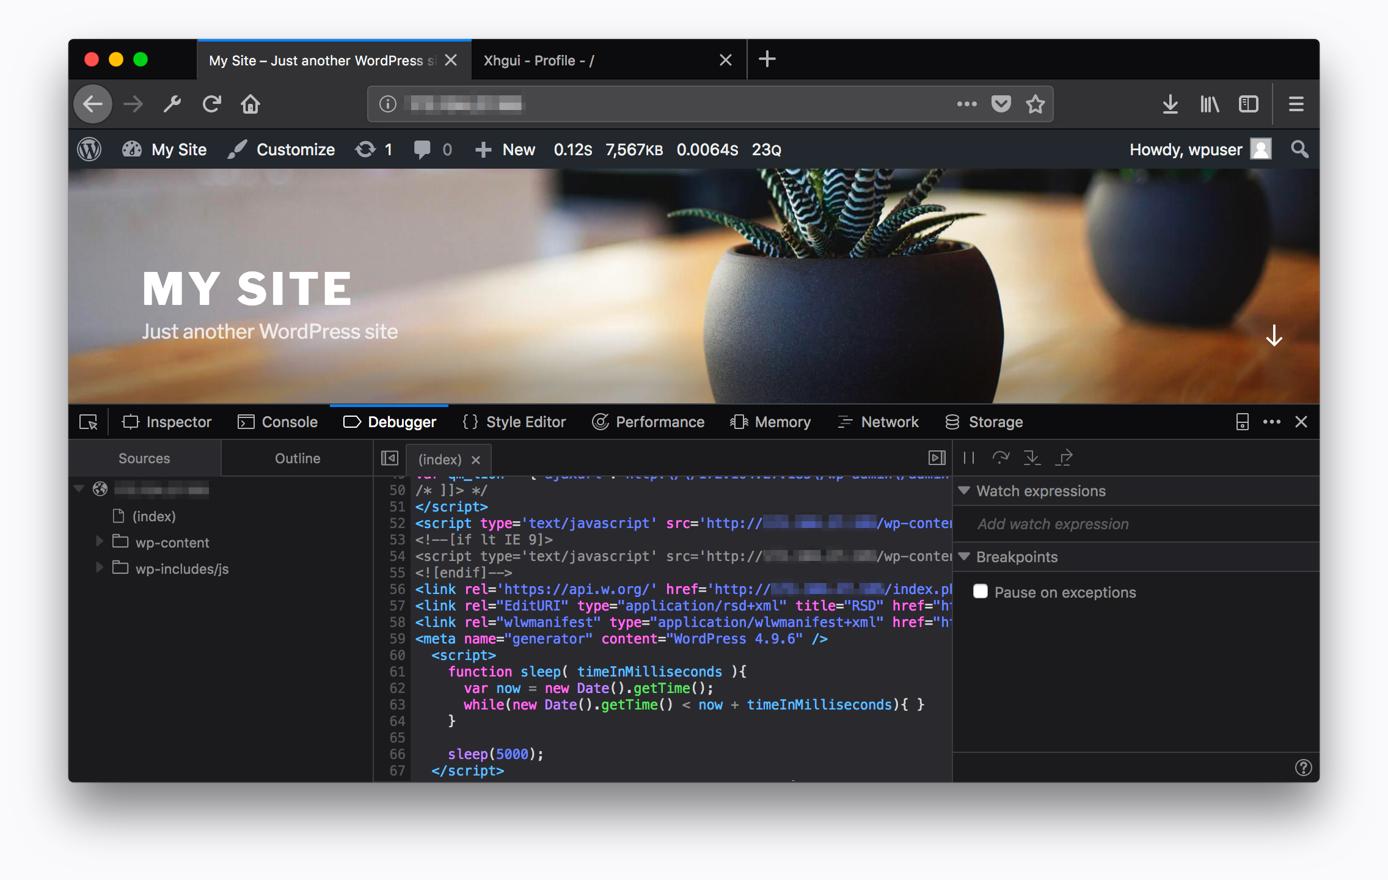 My Site – Just another WordPress s
Xhgui - Profile - /
My Site
Customize
1
0
New
0.12S 7,567KB 0.0064S 23Q
Howdy, wpuser
MY SITE
Just another WordPress site
Inspector
Console
Debugger
{ } Style Editor
Performance
Memory
Network
Storage
Sources
Outline
(index)
wp-content
wp-includes/js
(index)
50 /* ]]> */
51 </script>
52 <script type='text/javascript' src='http:// /wp-conten
53 <!--[if lt IE 9]>
54 <script type='text/javascript' src='http:// /wp-conten
55 <![endif]-->
56 <link rel='https://api.w.org/' href='http:// /index.p
57 <link rel="EditURI" type="application/rsd+xml" title="RSD" href="h
58 <link rel="wlwmanifest" type="application/wlwmanifest+xml" href="h
59 <meta name="generator" content="WordPress 4.9.6" />
60 <script>
61 function sleep( timeInMilliseconds ){
62 var now = new Date().getTime();
63 while(new Date().getTime() < now + timeInMilliseconds){ }
64 }
65
66 sleep(5000);
67 </script>
Watch expressions
Add watch expression
Breakpoints
Pause on exceptions